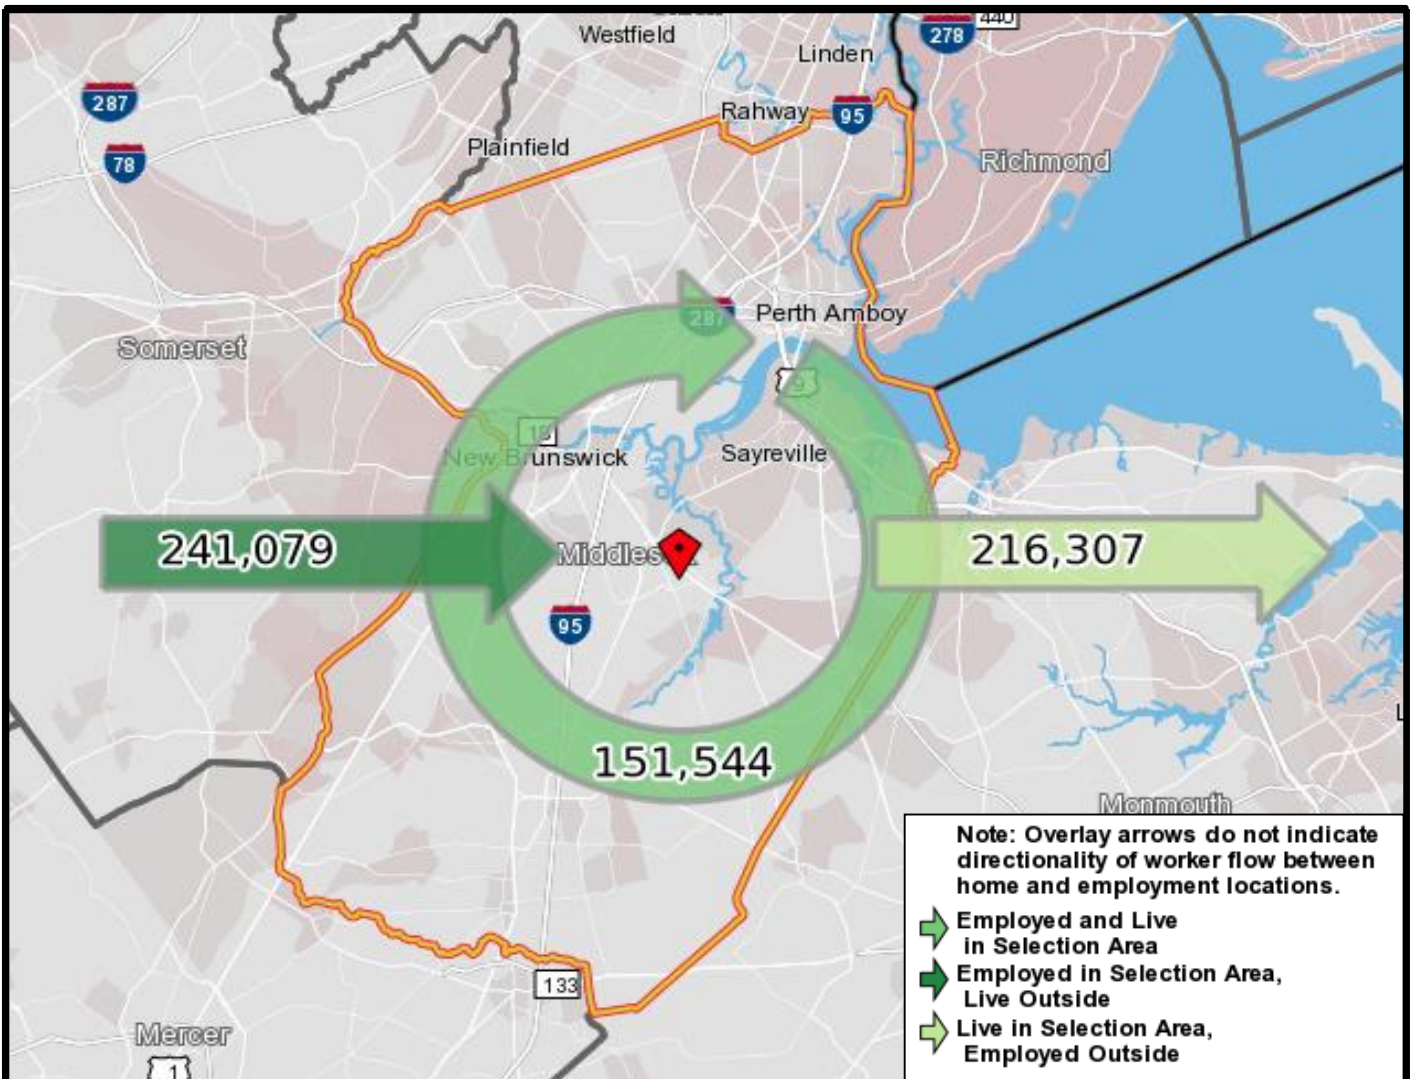 Westfield
440
278
Linden
287
Rahway
95
Plainfield
78
Richmond
287
Perth Amboy
Somerset
9
18
New Brunswick
Sayreville
241,079
216,307
95
151,544
Monmouth
133
Mercer
1
Note: Overlay arrows do not indicate
directionality of worker flow between
home and employment locations.
Employed and Live
in Selection Area
Employed in Selection Area,
Live Outside
Live in Selection Area,
Employed Outside